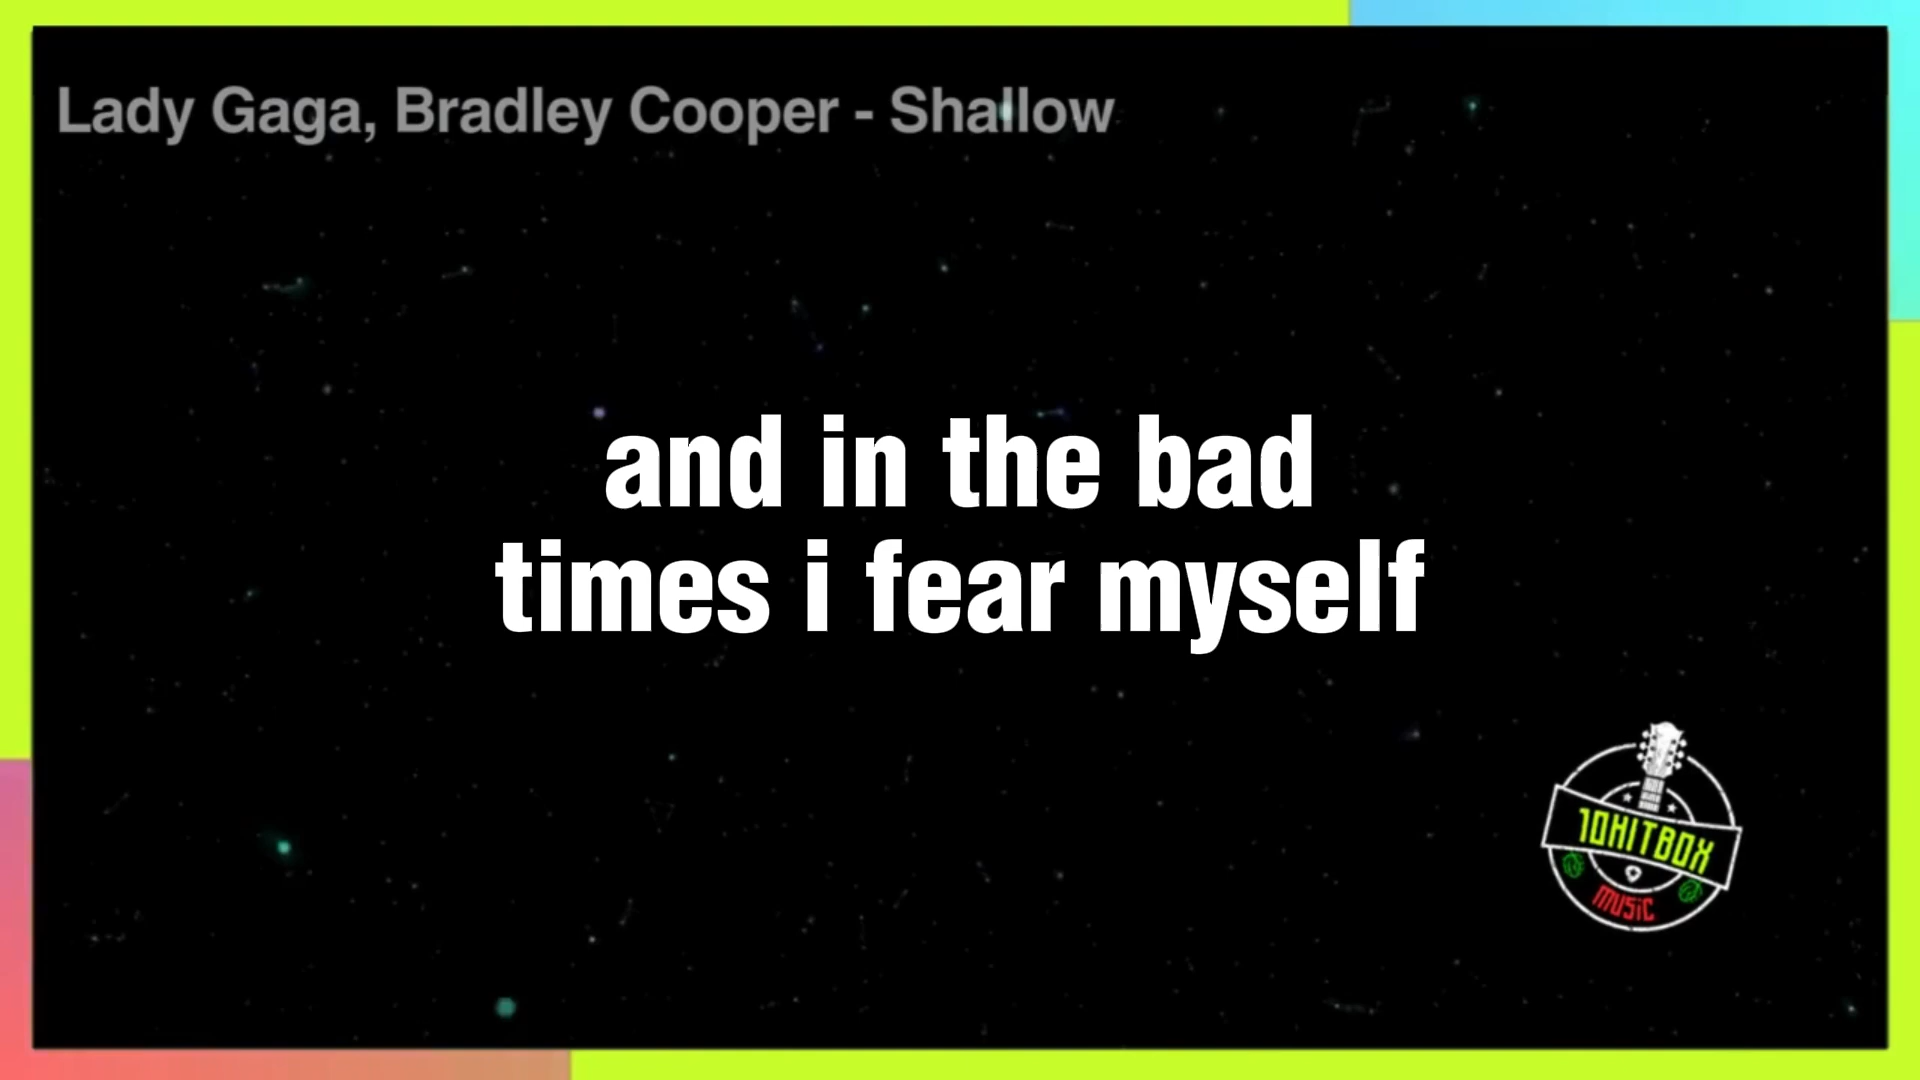 Lady Gaga, Bradley Cooper - Shallow
and in the bad
times i fear myself
10HITBOX
MUSIC